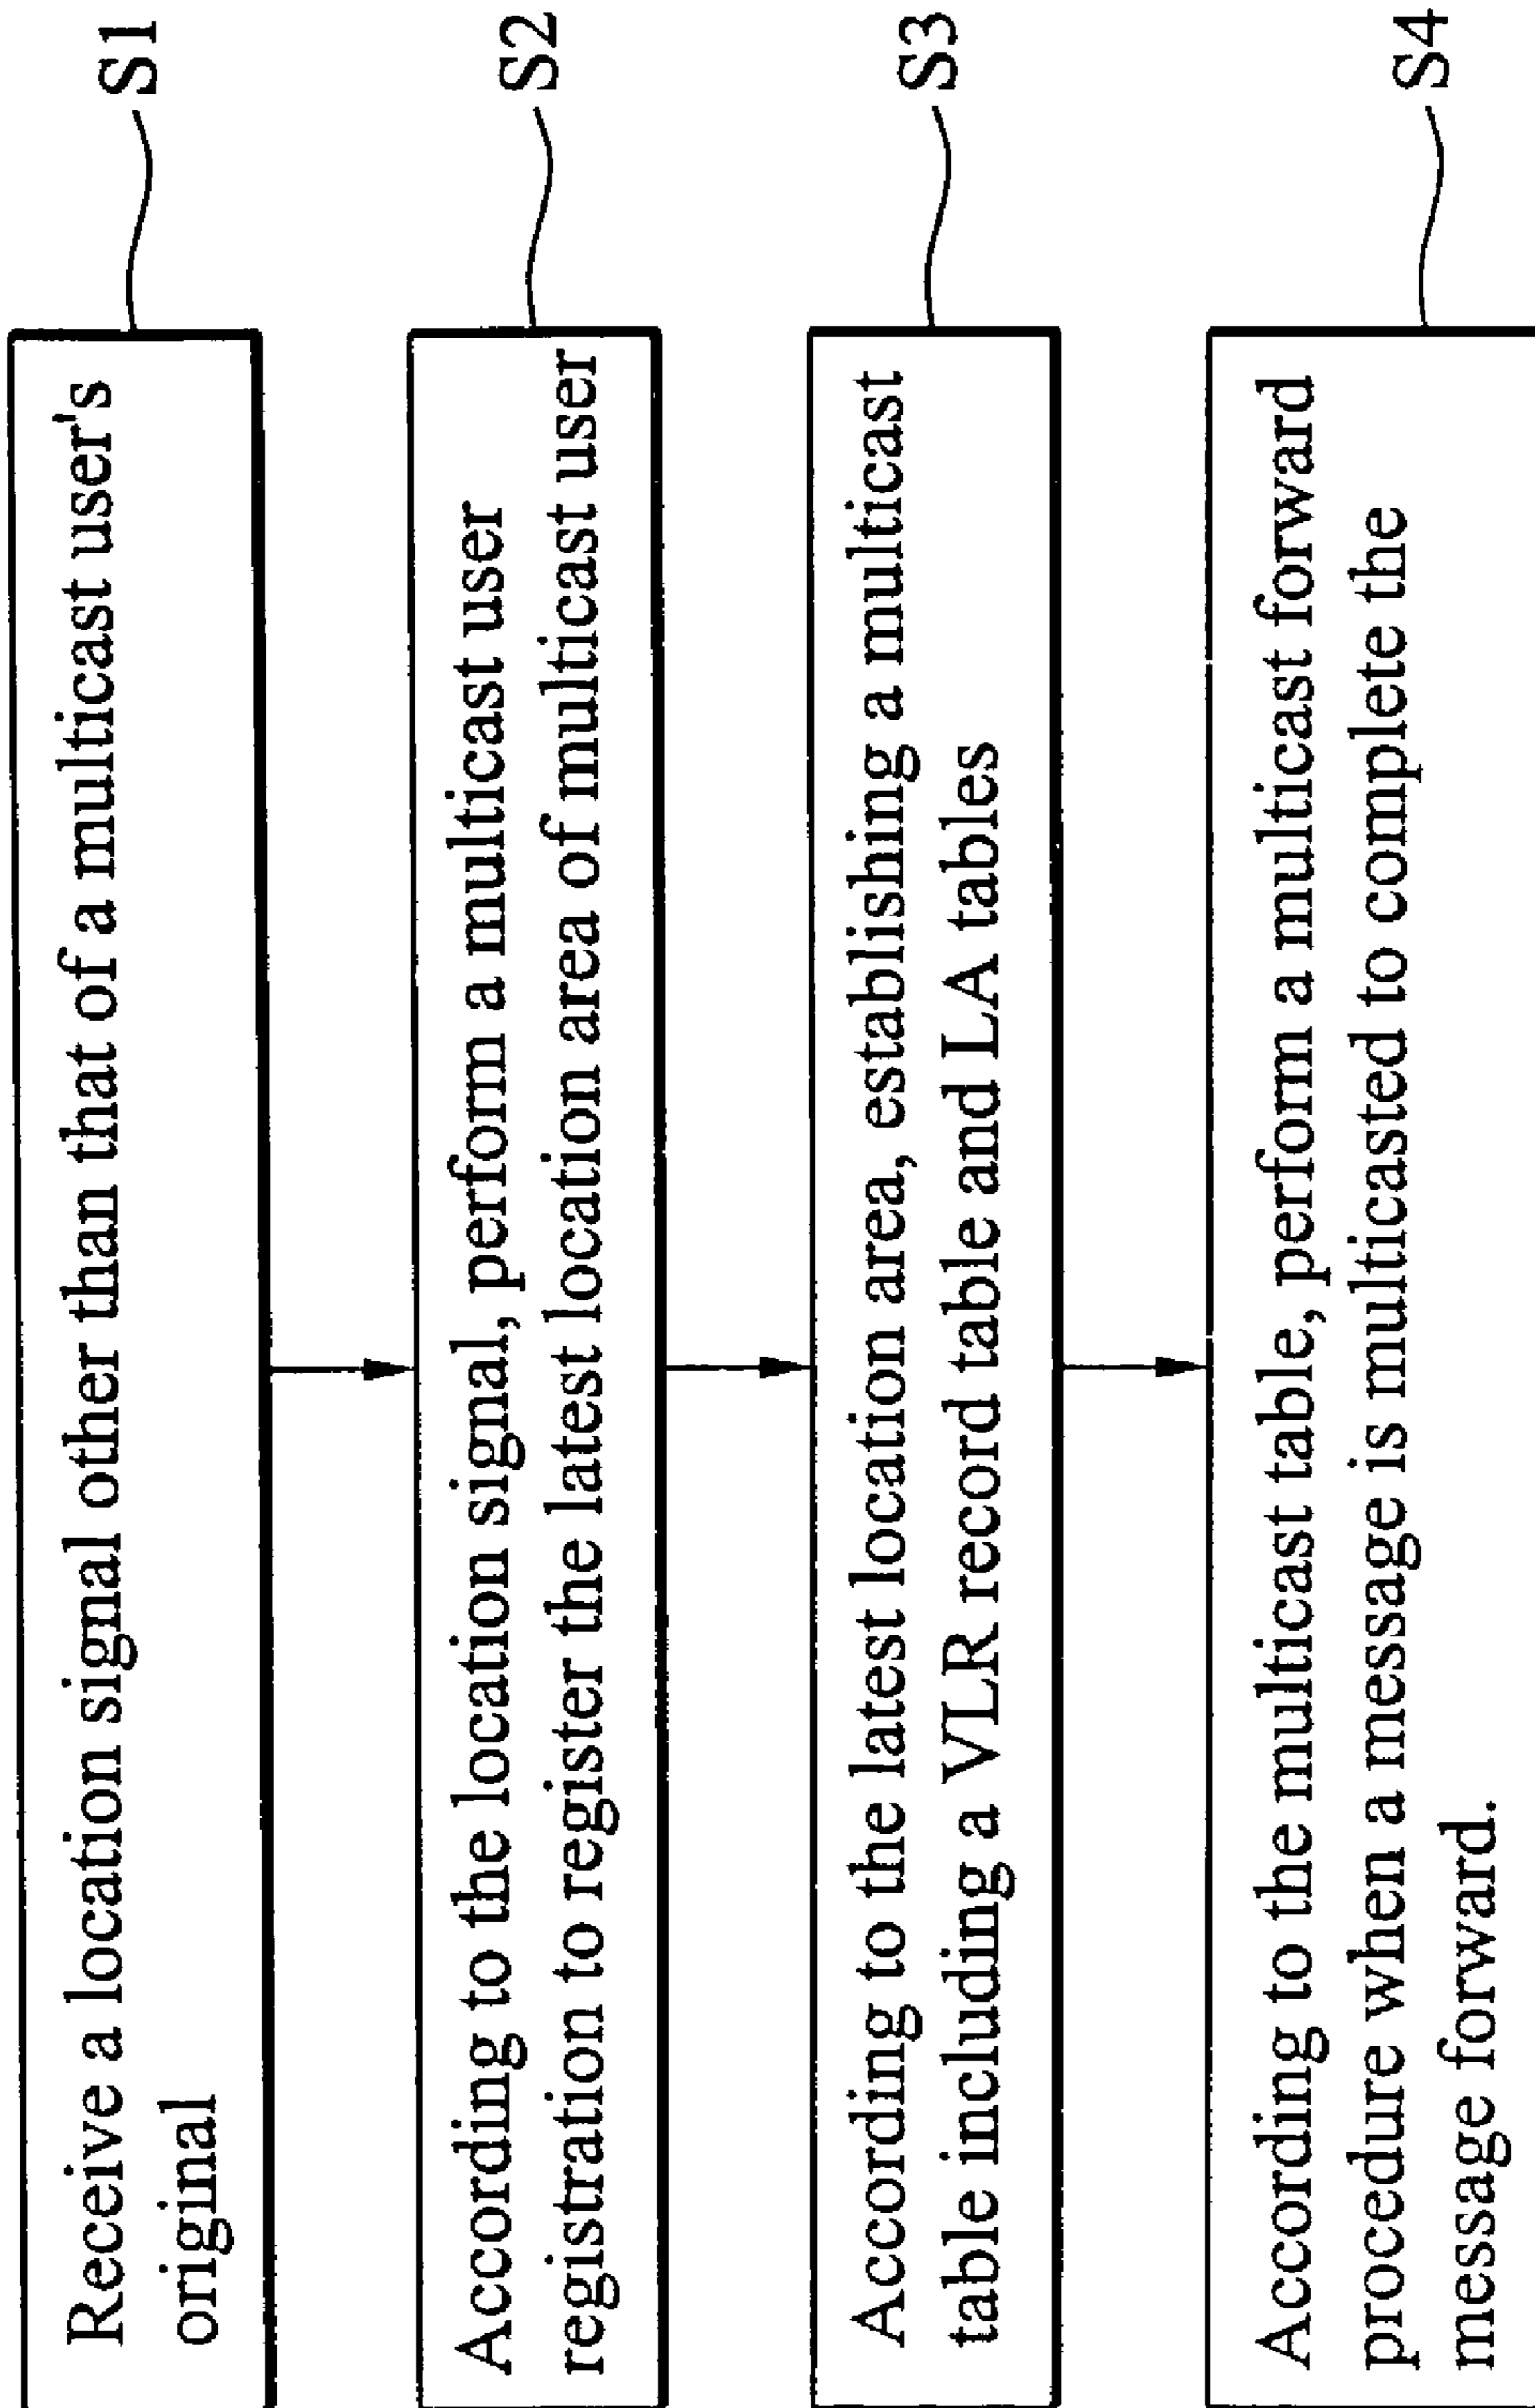 Receive a location signal other than that of a multicast user's
original
S1
According to the location signal, perform a multicast user
registration to register the latest location area of multicast user
S2
According to the latest location area, establishing a multicast
table including a VLR record table and LA tables
S3
According to the multicast table, perform a multicast forward
procedure when a message is multicasted to complete the
message forward.
S4